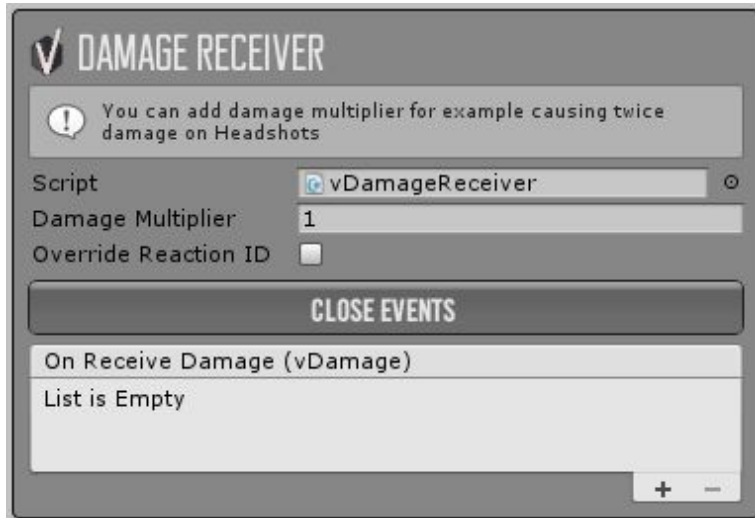 DAMAGE RECEIVER
You can add damage multiplier for example causing twice
damage on Headshots
Script vDamageReceiver
Damage Multiplier 1
Override Reaction ID
CLOSE EVENTS
On Receive Damage (vDamage)
List is Empty
+ −